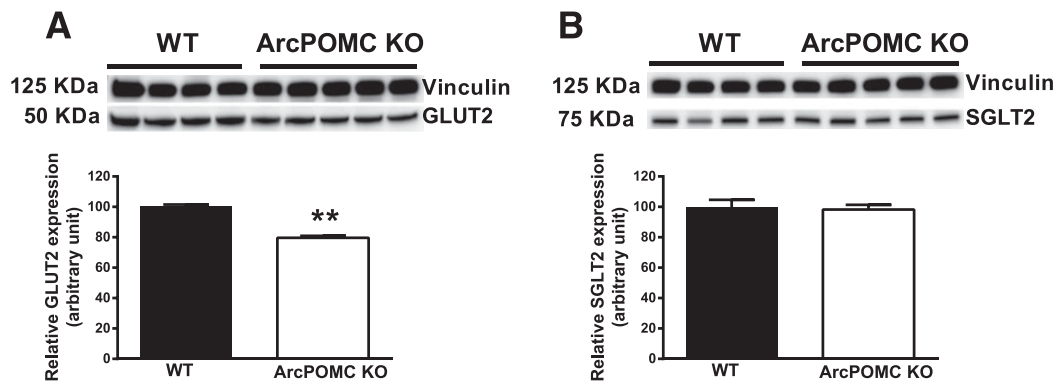 A
WT ArcPOMC KO
125 KDa Vinculin
50 KDa GLUT2
Relative GLUT2 expression
(arbitrary unit)
120
100
80
60
40
20
0
**
WT ArcPOMC KO
B
WT ArcPOMC KO
125 KDa Vinculin
75 KDa SGLT2
Relative SGLT2 expression
(arbitrary unit)
120
100
80
60
40
20
0
WT ArcPOMC KO